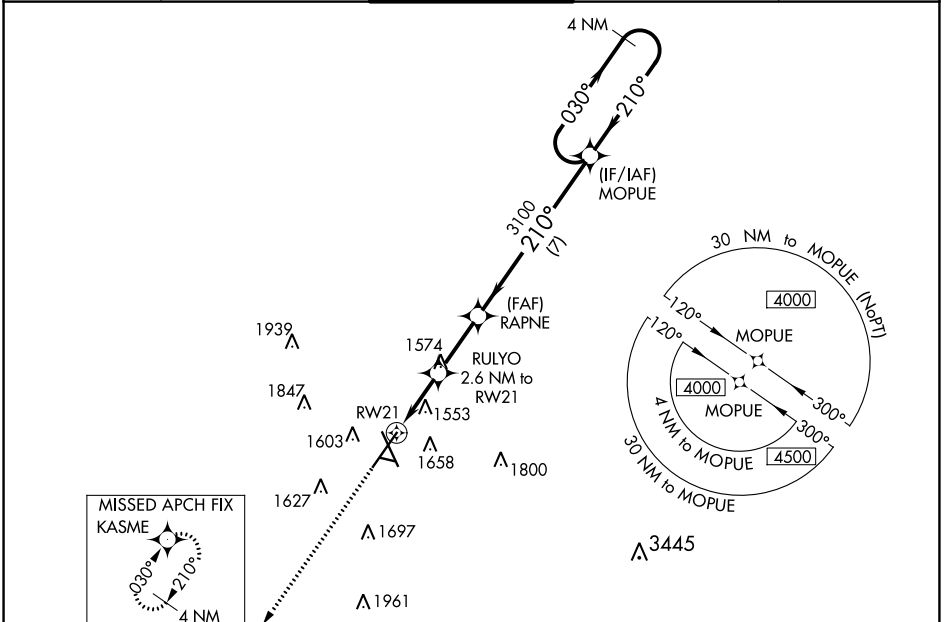 4 NM
030°
210°
(IF/IAF)
MOPUE
3100
210°
(7)
(FAF)
RAPNE
1939
1574
RULYO
2.6 NM to
RW21
1847
RW21
1553
1603
1658
1800
1627
1697
3445
1961
30 NM to MOPUE (NoPT)
4000
120°
MOPUE
300°
120°
4000
MOPUE
300°
4 NM to MOPUE
4500
30 NM to MOPUE
MISSED APCH FIX
KASME
030°
210°
4 NM